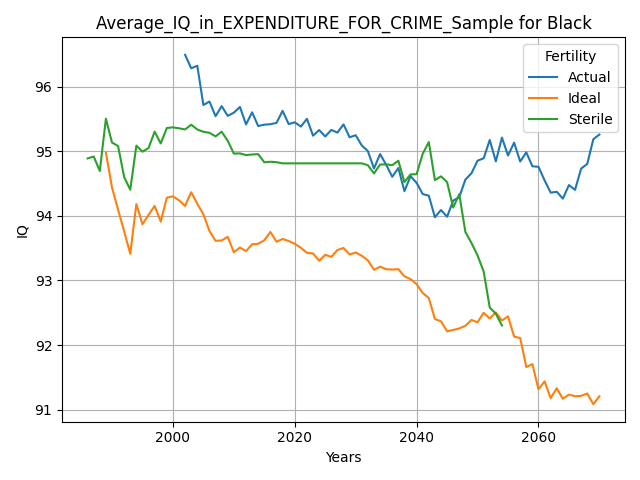 Average_IQ_in_EXPENDITURE_FOR_CRIME_Sample for Black
Fertility
Actual
Ideal
Sterile
96
95
94
93
92
91
IQ
2000
2020
2040
2060
Years